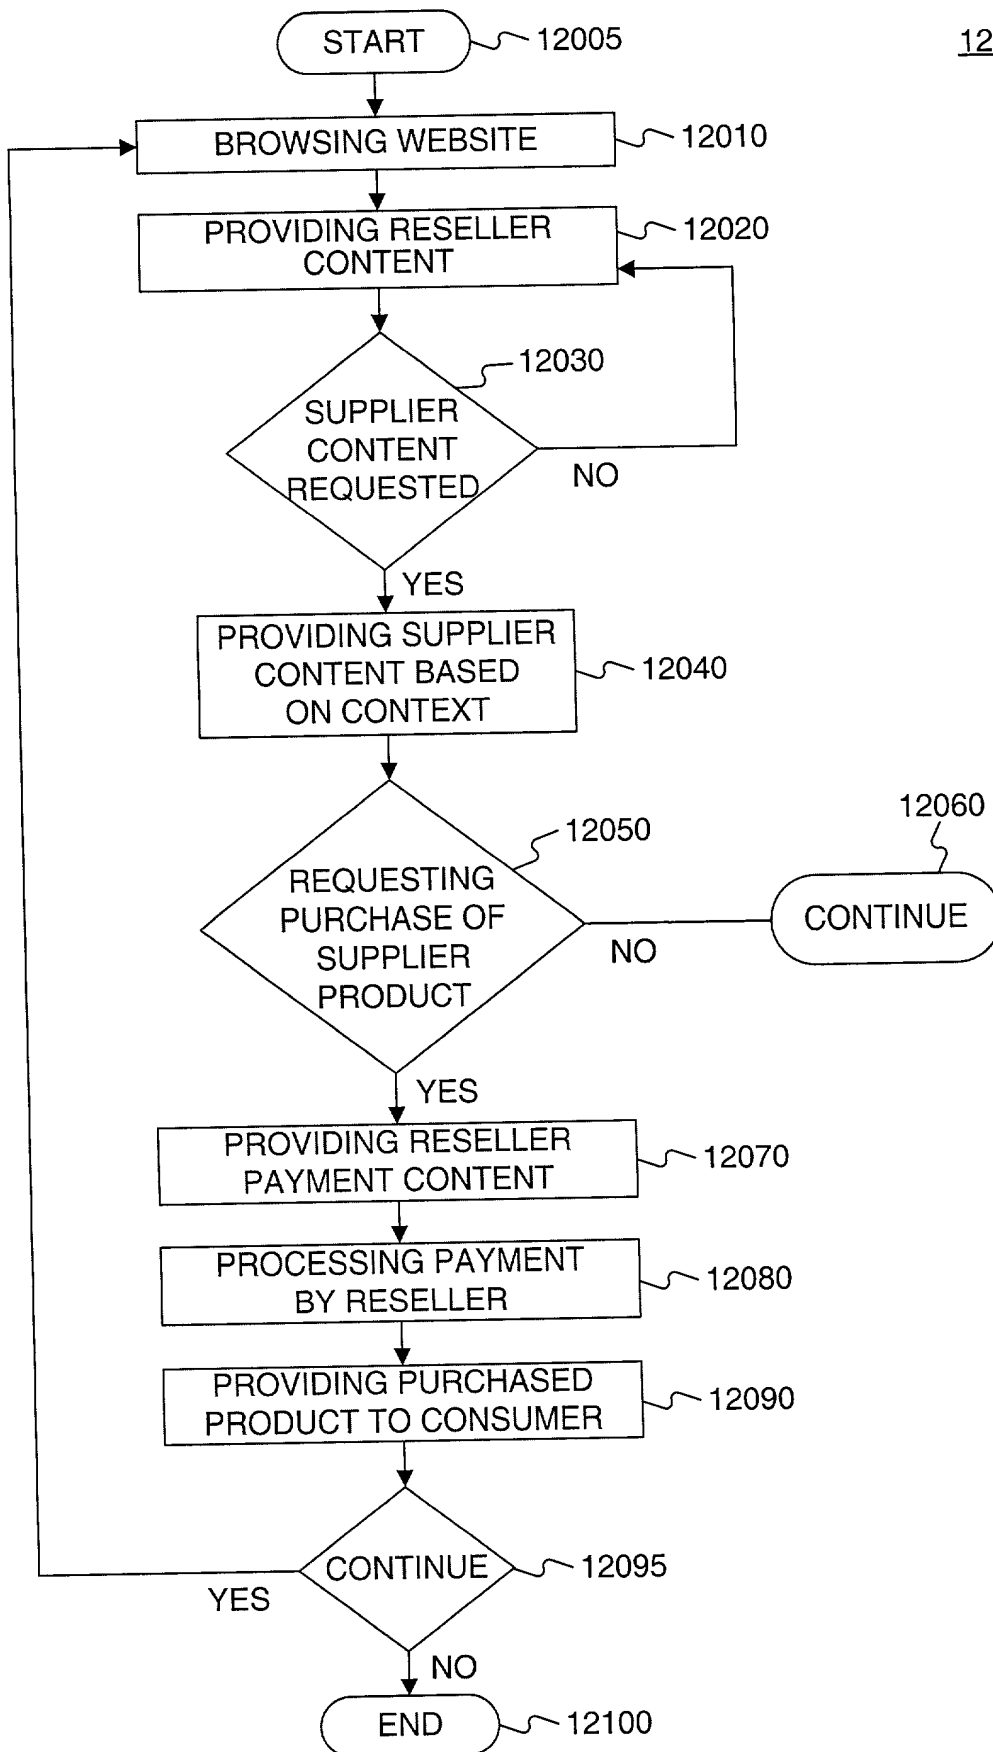 START
12005
12
BROWSING WEBSITE
12010
PROVIDING RESELLER
CONTENT
12020
12030
SUPPLIER
CONTENT
REQUESTED
NO
YES
PROVIDING SUPPLIER
CONTENT BASED
ON CONTEXT
12040
12050
REQUESTING
PURCHASE OF
SUPPLIER
PRODUCT
NO
12060
CONTINUE
YES
PROVIDING RESELLER
PAYMENT CONTENT
12070
PROCESSING PAYMENT
BY RESELLER
12080
PROVIDING PURCHASED
PRODUCT TO CONSUMER
12090
CONTINUE
12095
YES
NO
END
12100